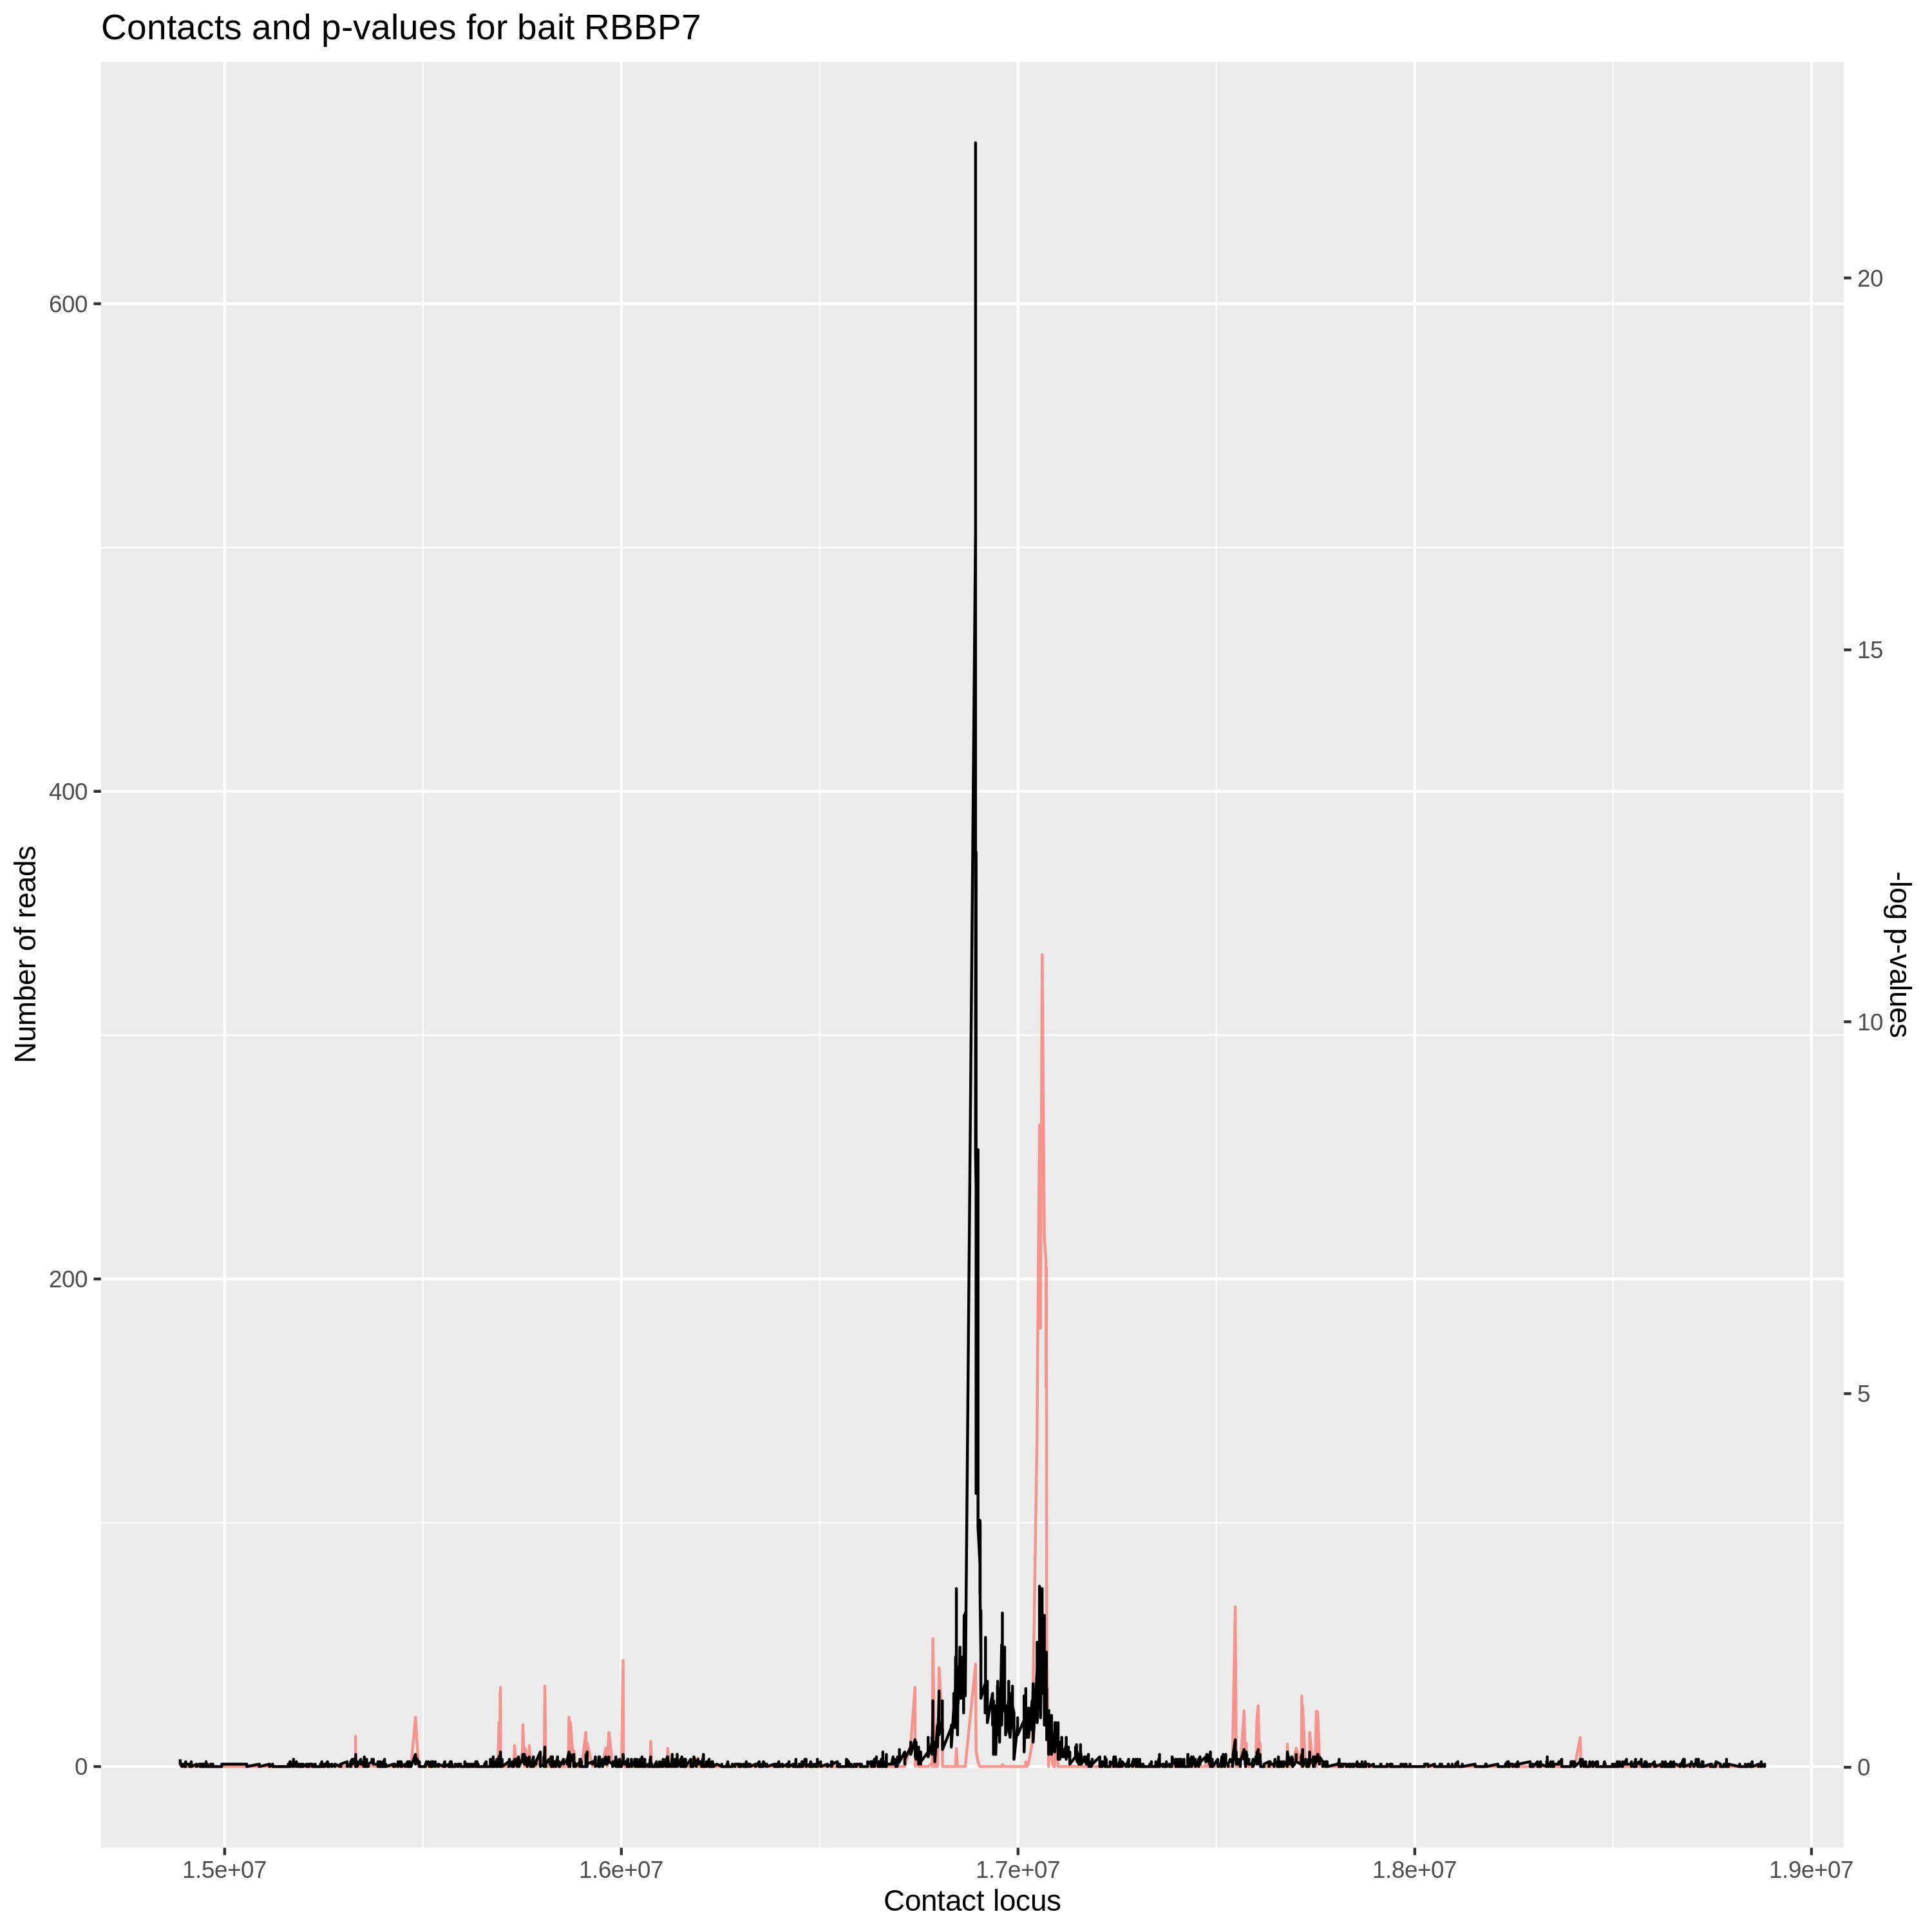 Contacts and p-values for bait RBBP7
Number of reads
600
400
200
0
20
15
10
5
0
-log p-values
1.5e+07 1.6e+07 1.7e+07 1.8e+07 1.9e+07
Contact locus